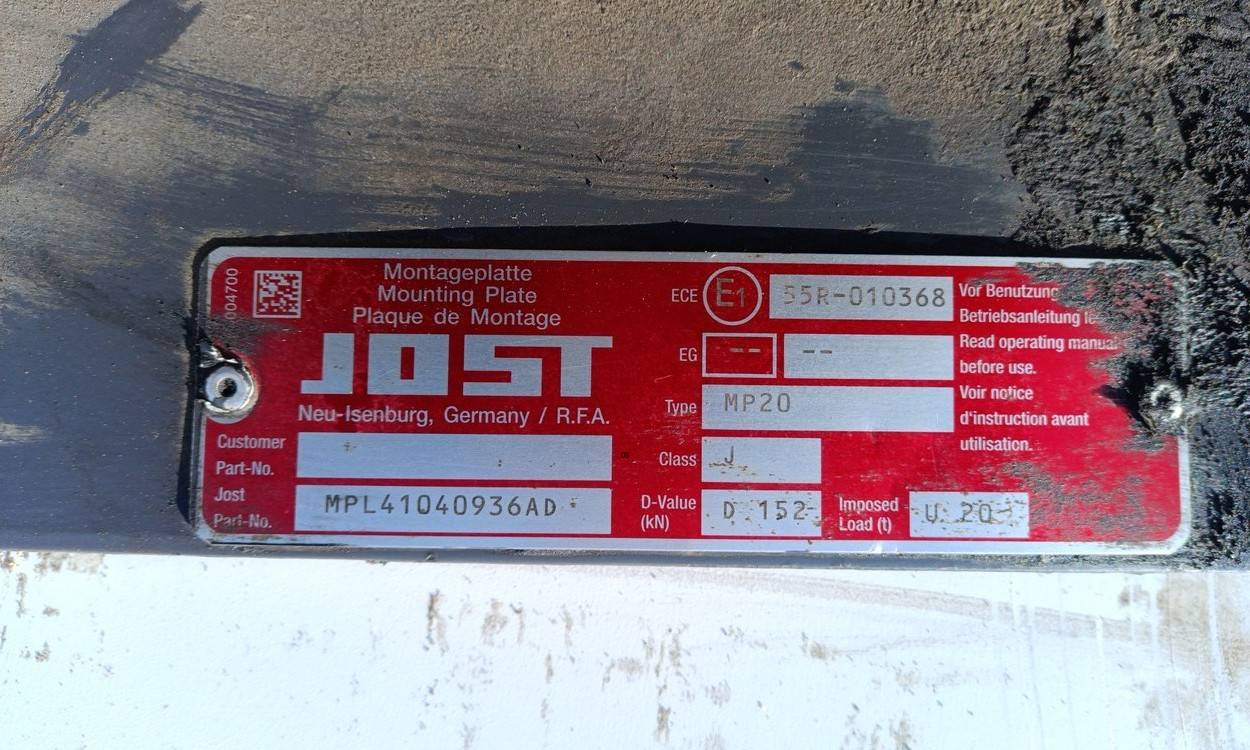 004700
Montageplatte
Mounting Plate
Plaque de Montage
JOST
Neu-Isenburg, Germany / R.F.A.
Customer
Part-No.
Jost
Part-No.
MPL41040936AD
ECE E1 55R-010368
EG -- --
Type MP20
Class J
D-Value
(kN)
D 152
Imposed
Load (t)
U 20
Vor Benutzung
Betriebsanleitung
Read operating manual
before use.
Voir notice
d'instruction avant
utilisation.